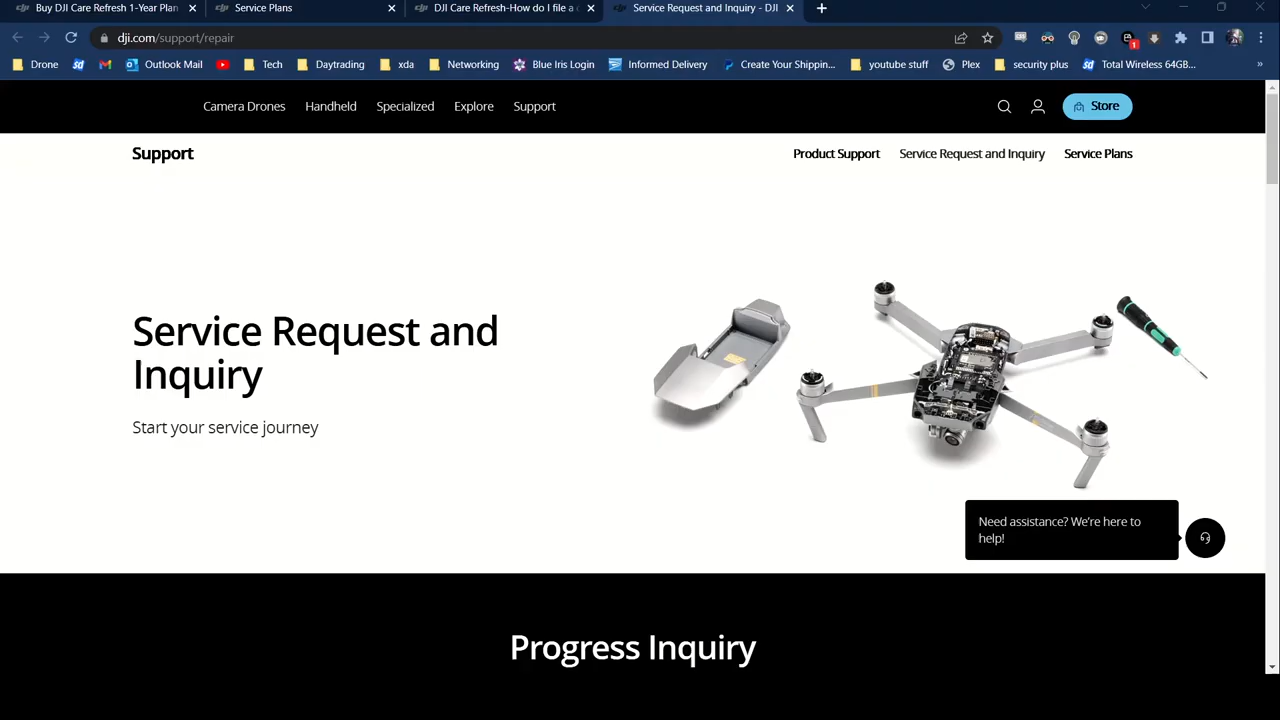 Buy DJI Care Refresh 1-Year Plan
Service Plans
DJI Care Refresh-How do I file a c
Service Request and Inquiry - DJI
dji.com/support/repair
1
Drone
Outlook Mail
Tech
Daytrading
xda
Networking
Blue Iris Login
Informed Delivery
Create Your Shippin...
youtube stuff
Plex
security plus
Total Wireless 64GB...
»
Camera Drones
Handheld
Specialized
Explore
Support
Store
Support
Product Support
Service Request and Inquiry
Service Plans
Service Request and
Inquiry
Start your service journey
Need assistance? We're here to
help!
Progress Inquiry